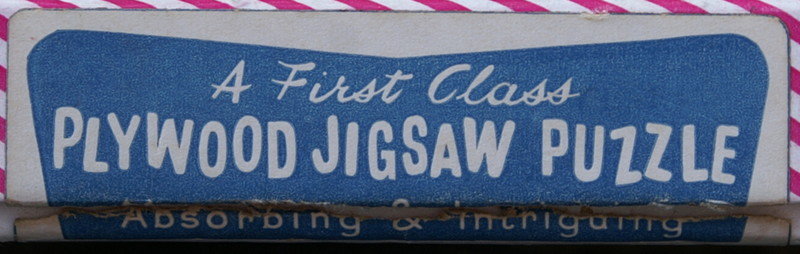 A First Class
PLYWOOD JIGSAW PUZZLE
Absorbing & Intriguing